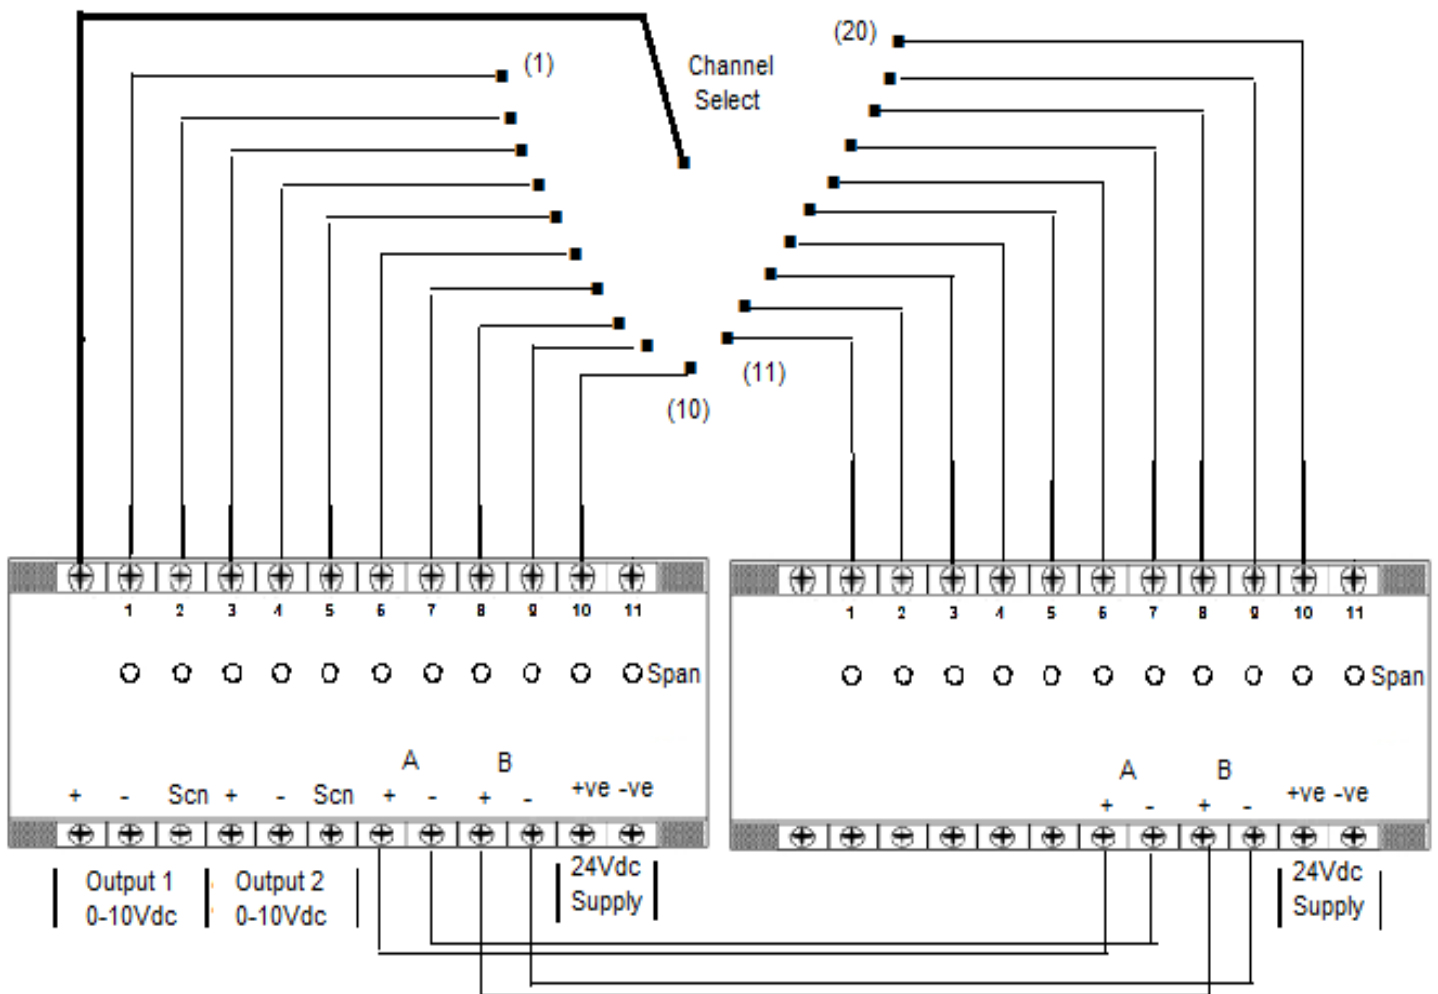 (1)
(20)
Channel
Select
(11)
(10)
1 2 3 4 5 6 7 8 9 10 11
1 2 3 4 5 6 7 8 9 10 11
Span
Span
A B
+ - Scn + - Scn + - + - +ve -ve
A B
+ - + - +ve -ve
Output 1
0-10Vdc
Output 2
0-10Vdc
24Vdc
Supply
24Vdc
Supply